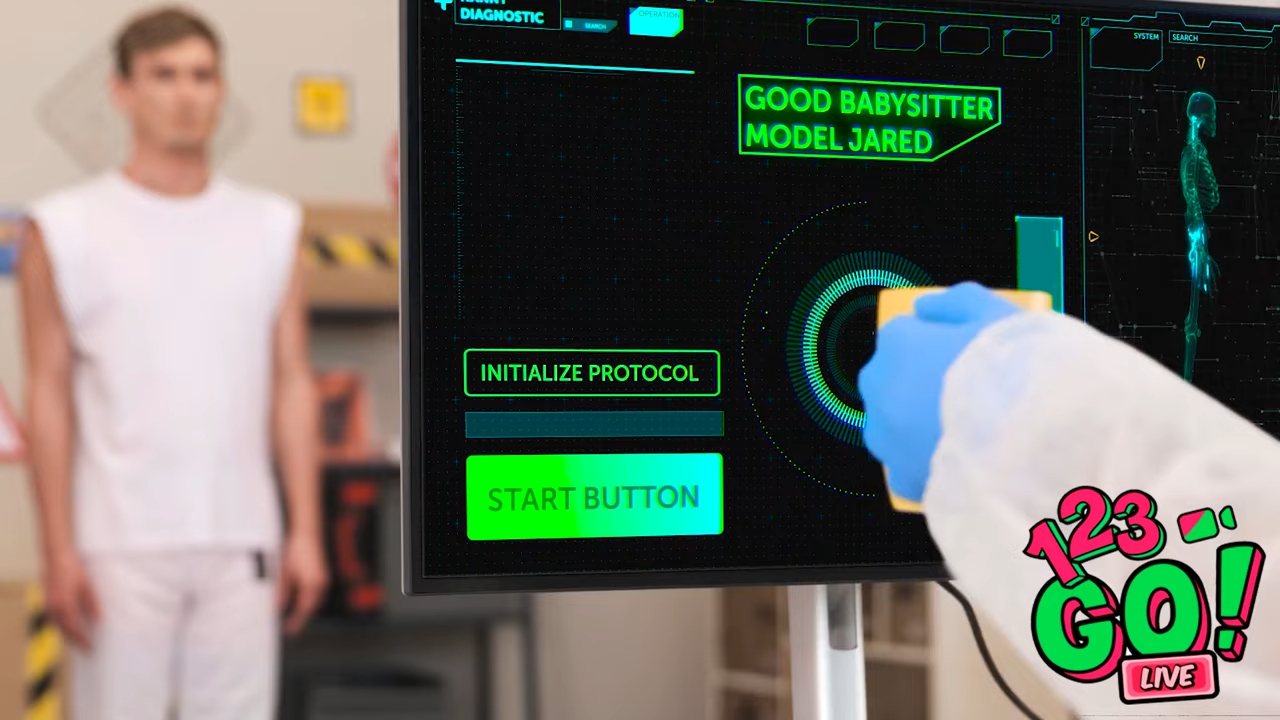 DIAGNOSTIC
SEARCH
OPERATION
SYSTEM
SEARCH
GOOD BABYSITTER
MODEL JARED
INITIALIZE PROTOCOL
START BUTTON
123
GO!
LIVE